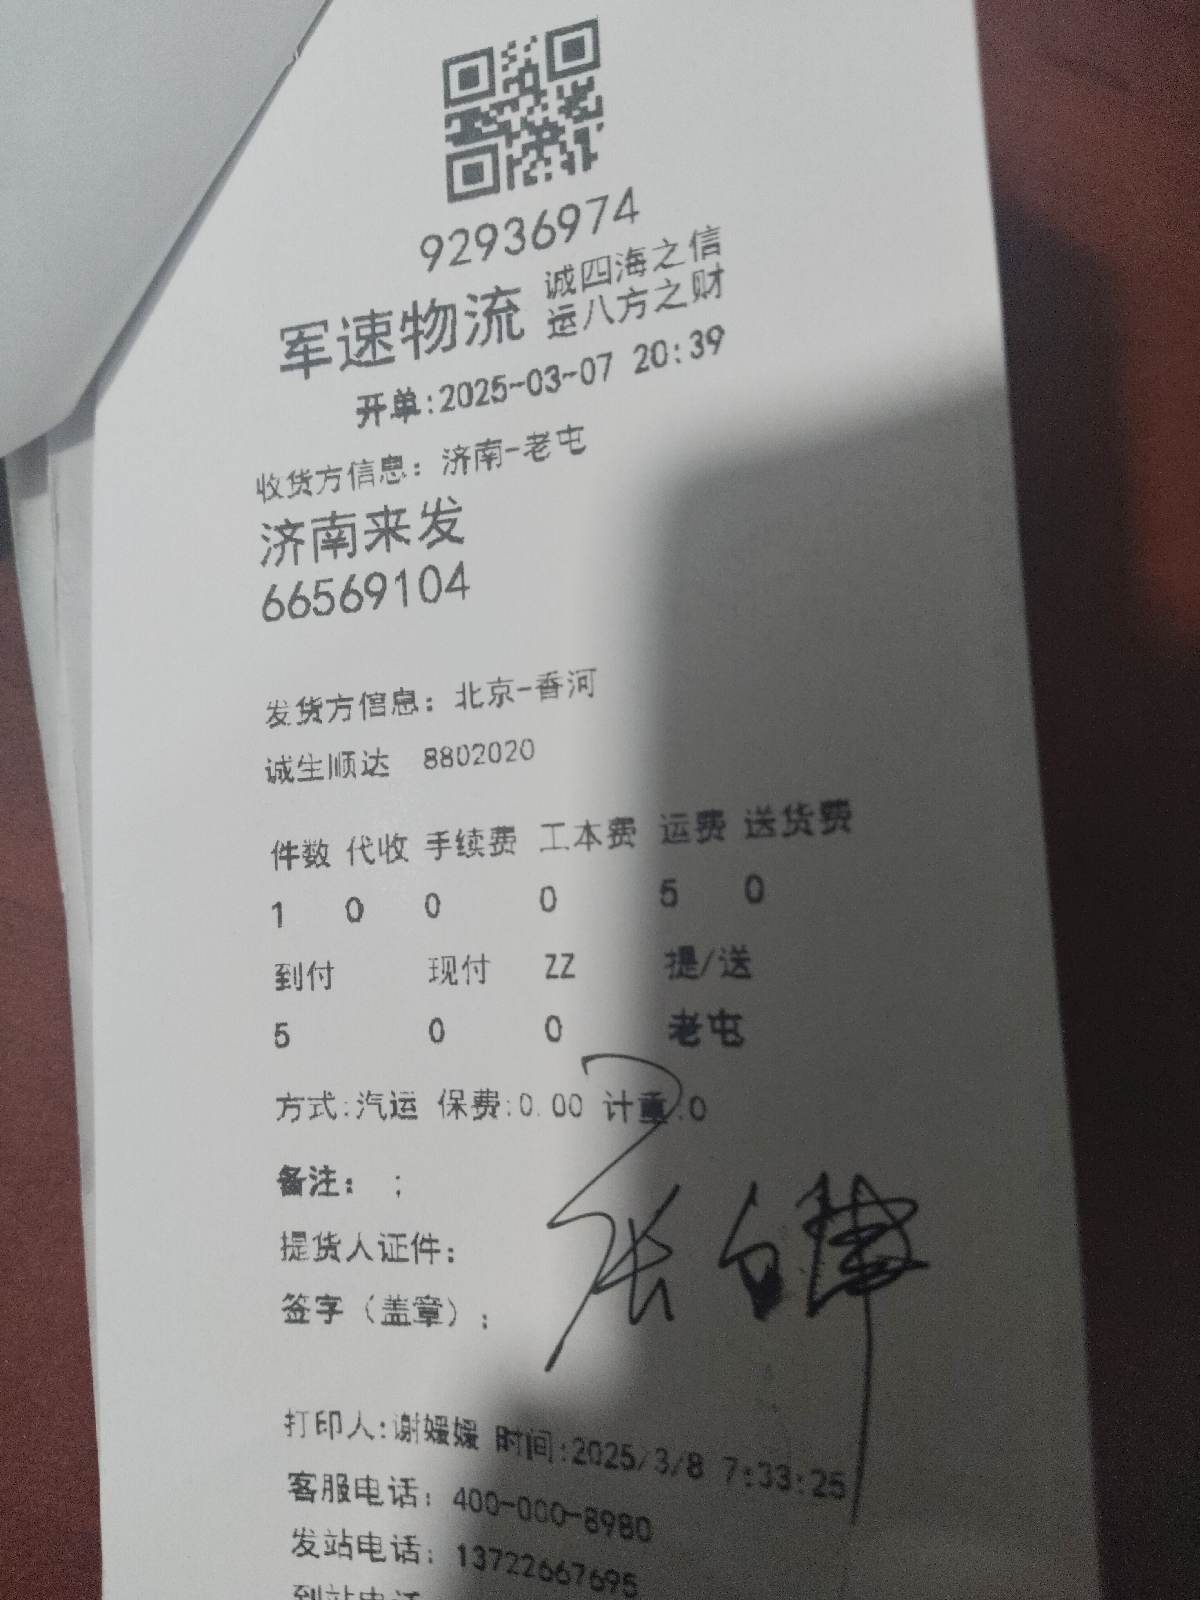 92936974
军速物流 诚四海之信
运八方之财
开单:2025-03-07 20:39
收货方信息: 济南-老屯
济南来发
66569104
发货方信息: 北京-香河
诚生顺达 8802020
件数 代收 手续费 工本费 运费 送货费
1 0 0 0 5 0
到付 现付 ZZ 提/送
5 0 0 老屯
方式:汽运 保费:0.00 计重:0
备注: ;
提货人证件:
签字（盖章）:
打印人:谢媛媛 时间:2025/3/8 7:33:25
客服电话: 400-000-8980
发站电话: 13722667695
到站电话